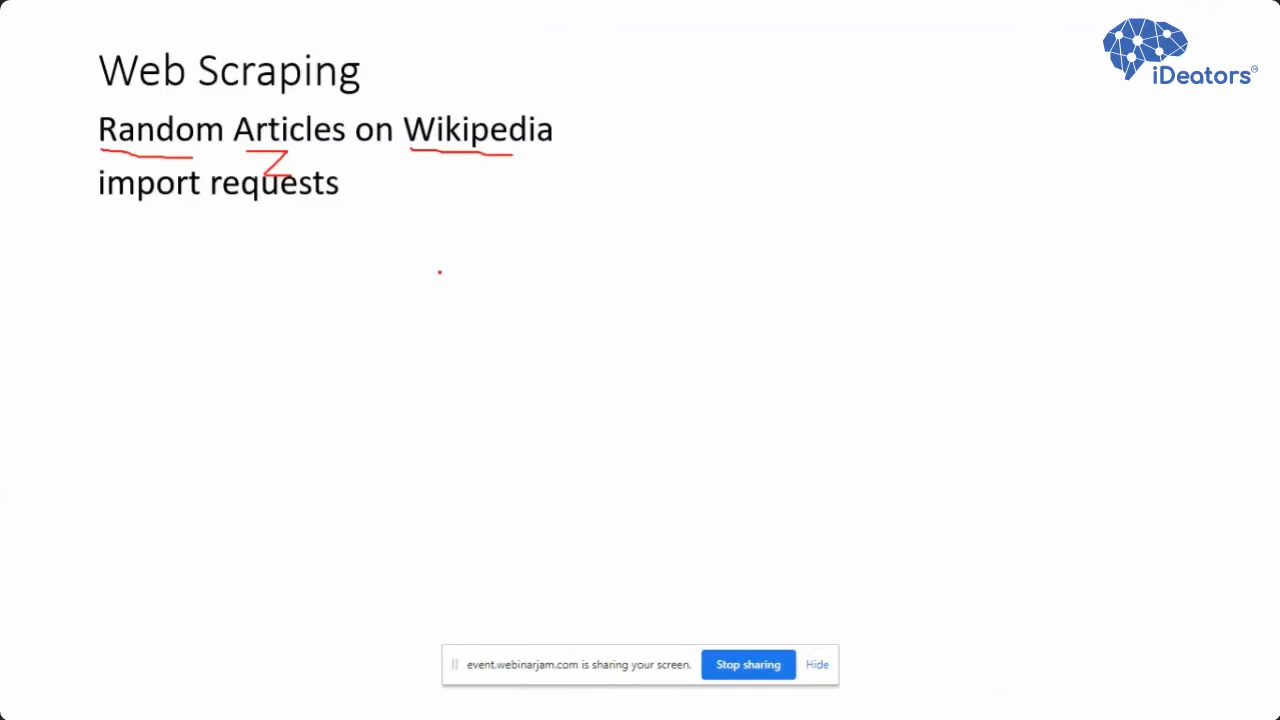 iDeators
Web Scraping
Random Articles on Wikipedia
import requests
event.webinarjam.com is sharing your screen.
Stop sharing
Hide